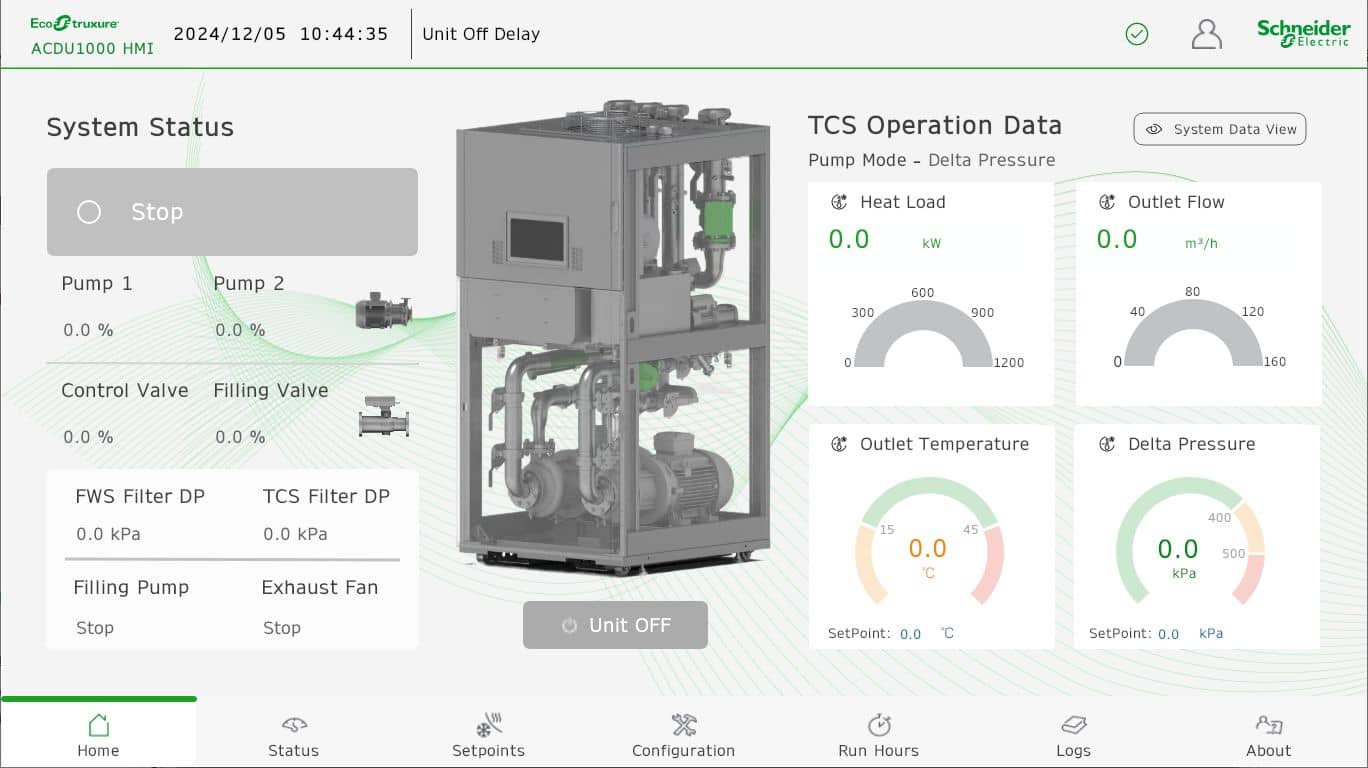 EcoStruxure
ACDU1000 HMI
2024/12/05 10:44:35
Unit Off Delay
Schneider
Electric
System Status
Stop
Pump 1
Pump 2
0.0 %
0.0 %
Control Valve
Filling Valve
0.0 %
0.0 %
FWS Filter DP
TCS Filter DP
0.0 kPa
0.0 kPa
Filling Pump
Exhaust Fan
Stop
Stop
Unit OFF
TCS Operation Data
System Data View
Pump Mode - Delta Pressure
Heat Load
0.0 kW
0
300
600
900
1200
Outlet Flow
0.0 m³/h
0
40
80
120
160
Outlet Temperature
15
45
0.0
℃
SetPoint: 0.0 ℃
Delta Pressure
400
500
0.0
kPa
SetPoint: 0.0 kPa
Home
Status
Setpoints
Configuration
Run Hours
Logs
About